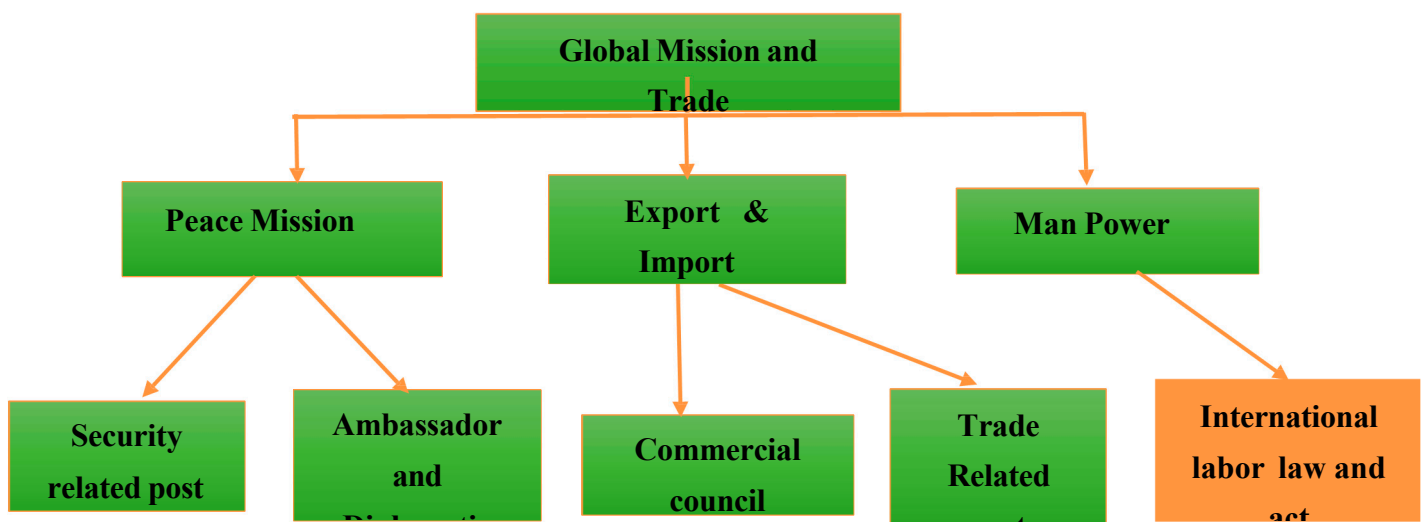 Global Mission and
Trade
Peace Mission
Export & 
Import
Man Power
Security
related post
Ambassador
and
Commercial
council
Trade
Related
International
labor law and
act